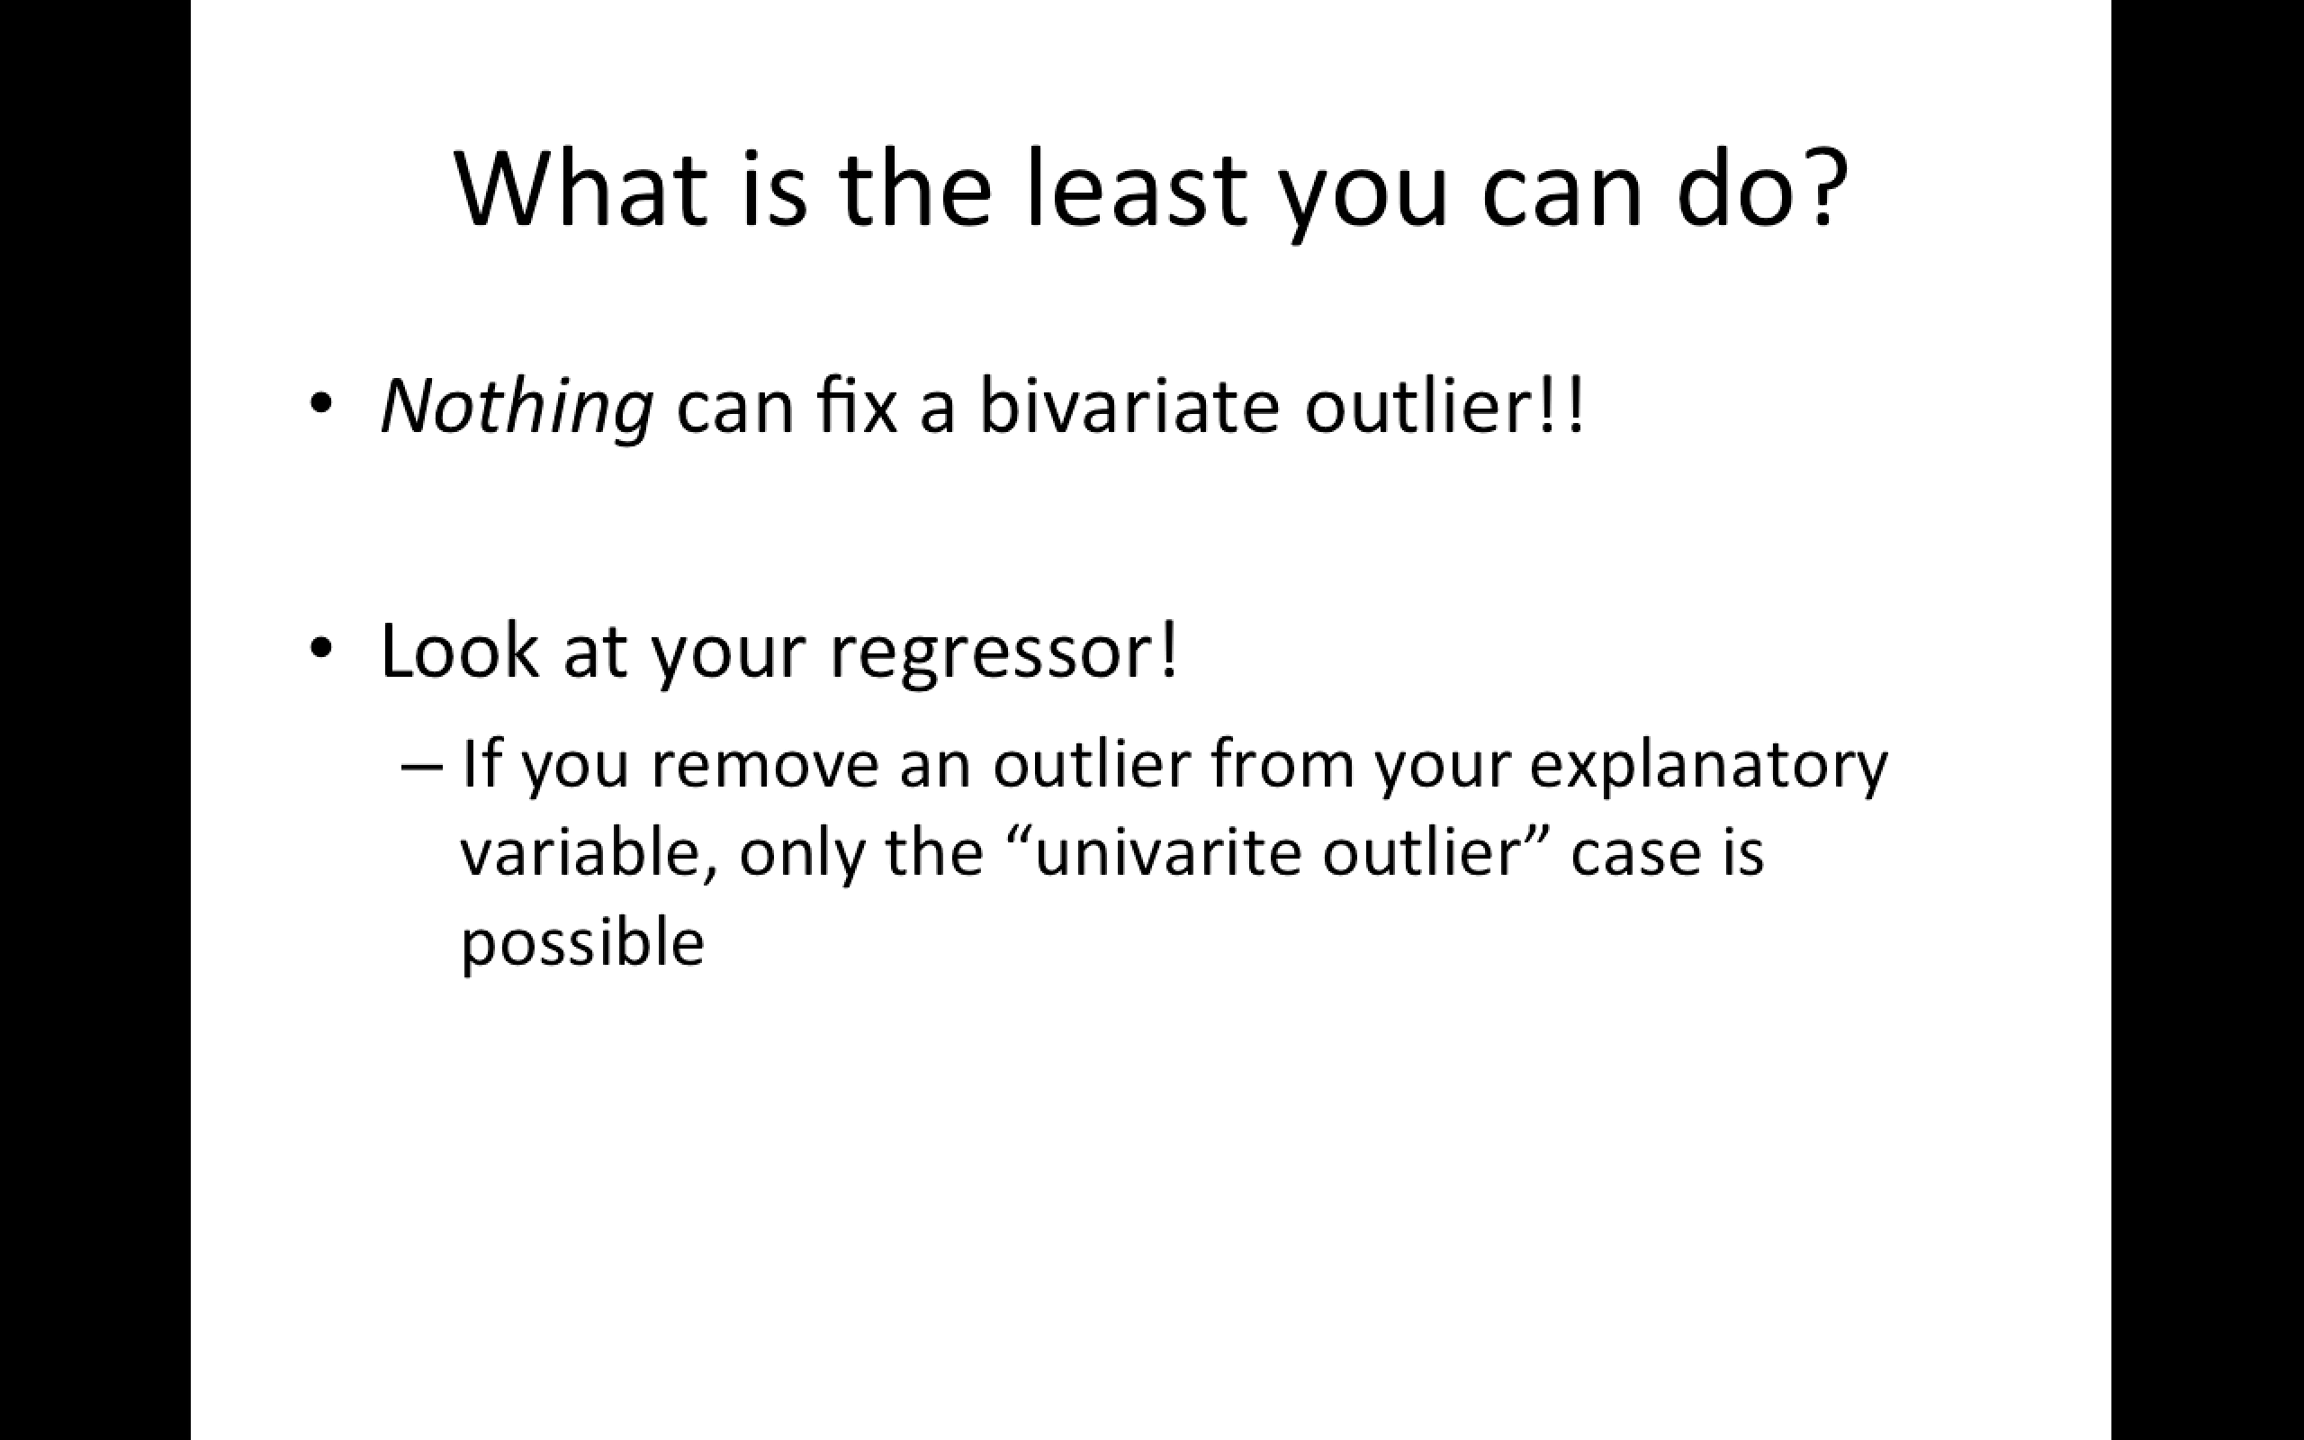 What is the least you can do?
• Nothing can fix a bivariate outlier!!
• Look at your regressor!
– If you remove an outlier from your explanatory
variable, only the “univarite outlier” case is
possible